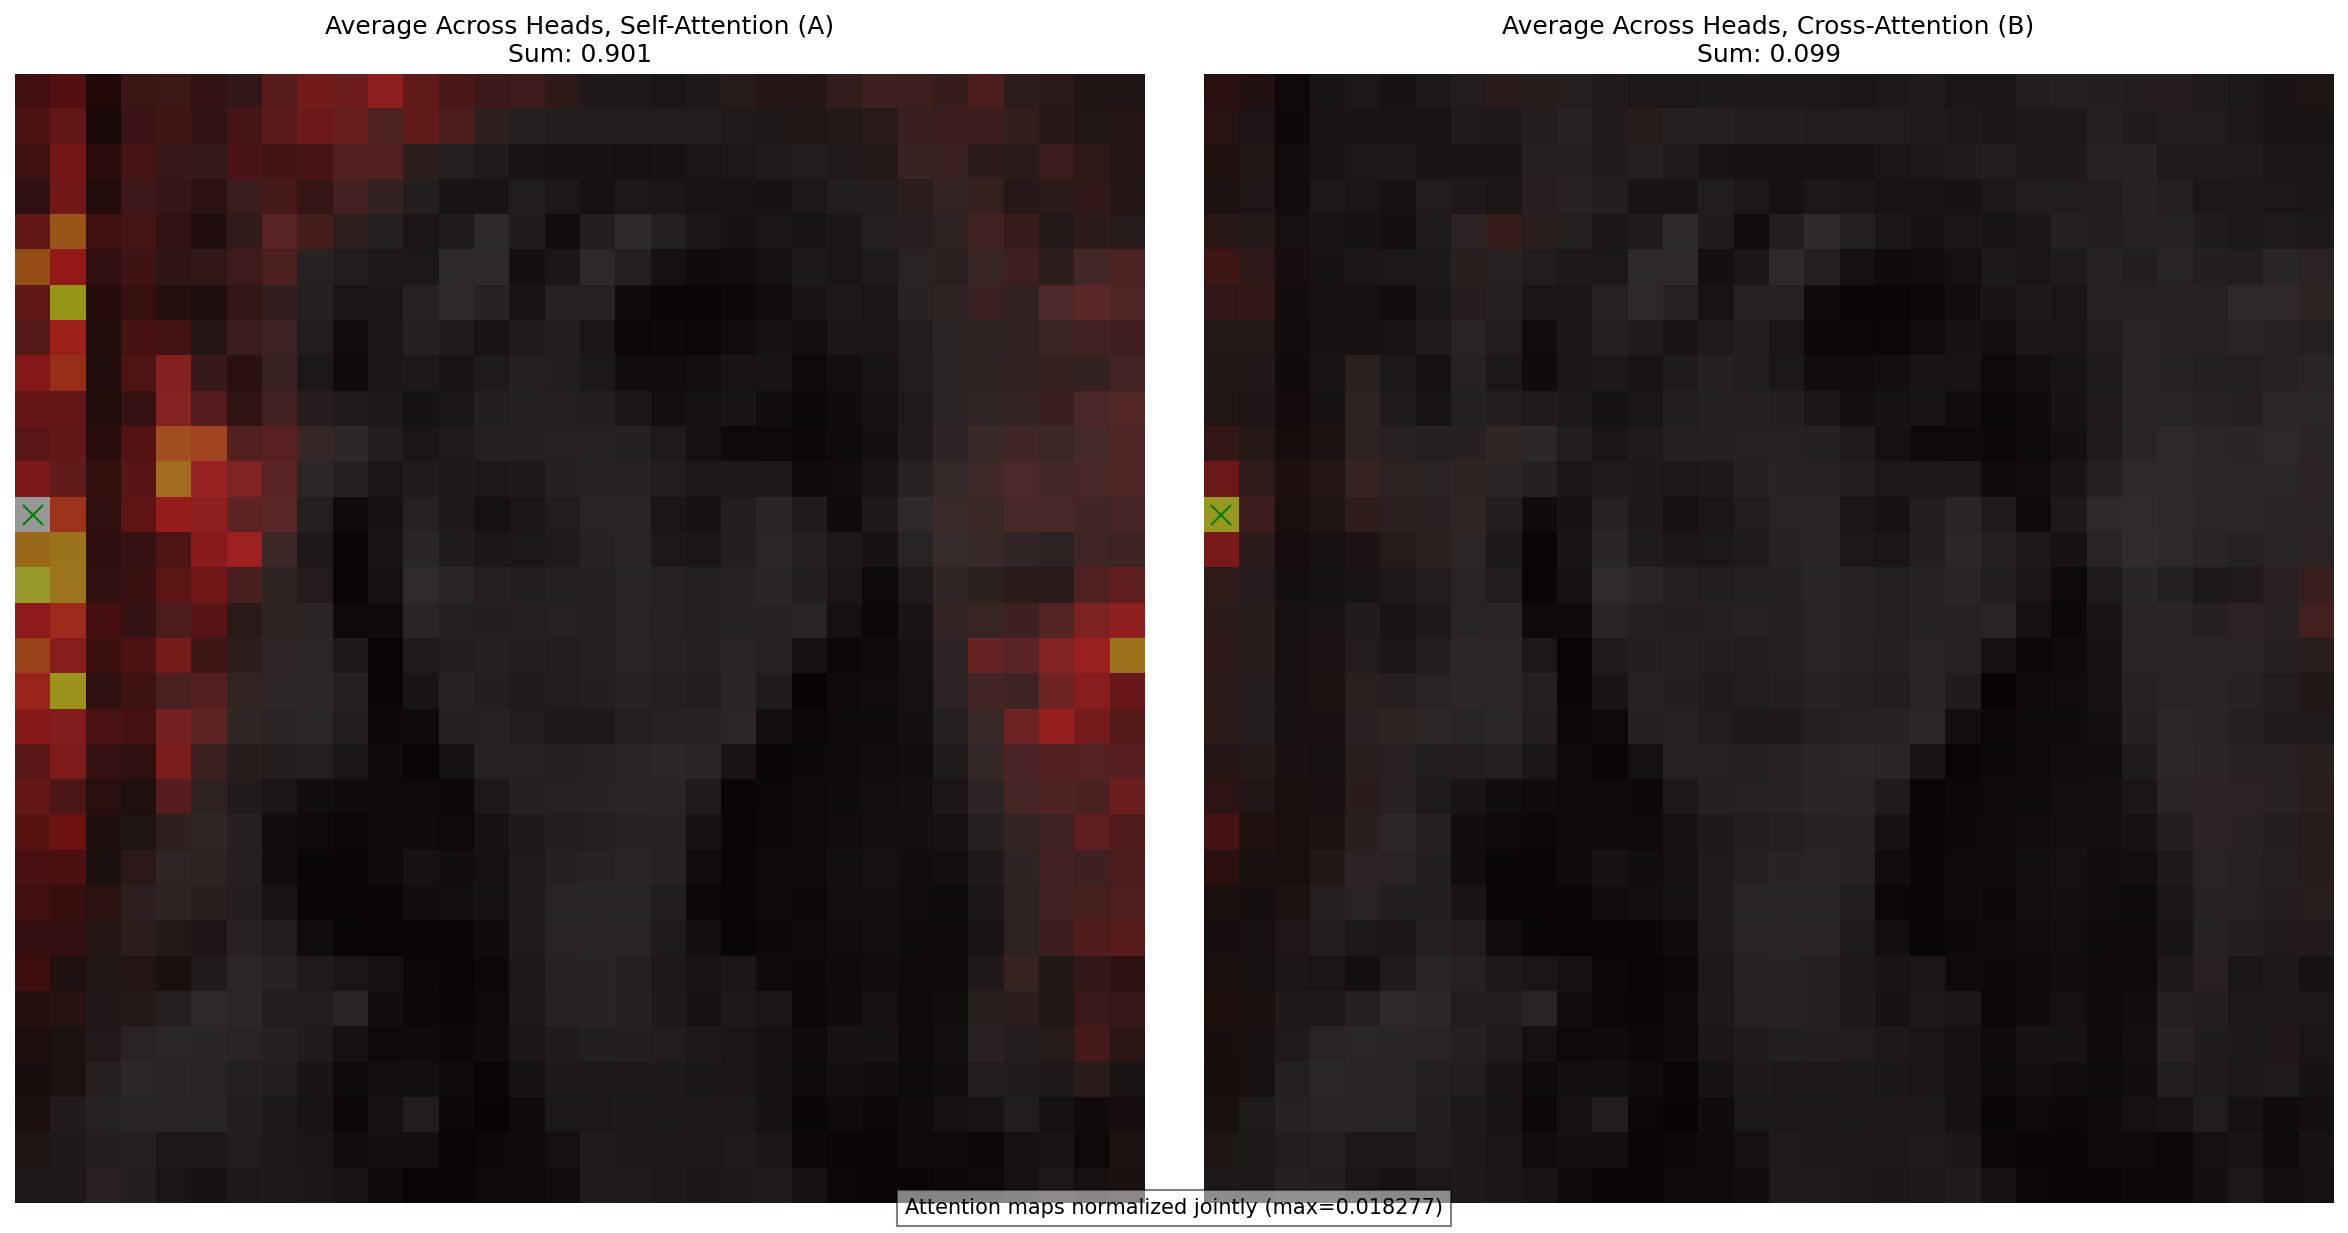 Average Across Heads, Self-Attention (A)
Sum: 0.901
Average Across Heads, Cross-Attention (B)
Sum: 0.099
Attention maps normalized jointly (max=0.018277)